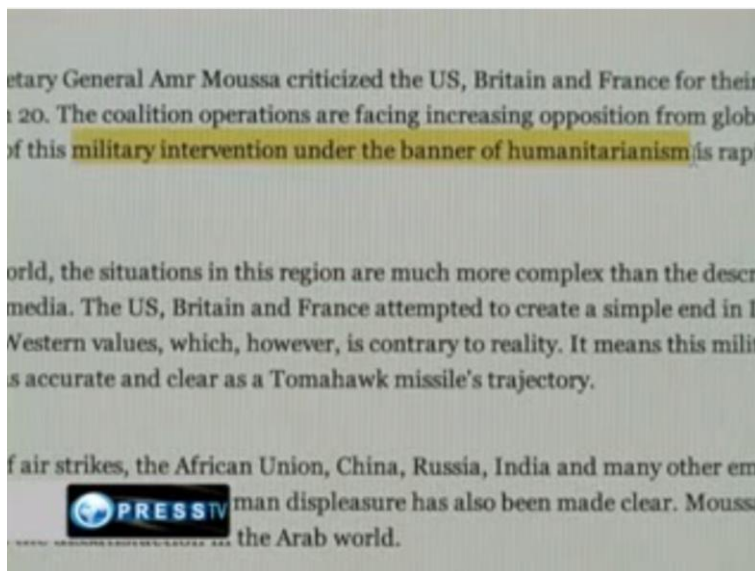 etary General Amr Moussa criticized the US, Britain and France for their
20. The coalition operations are facing increasing opposition from glob
of this military intervention under the banner of humanitarianism is rap
orld, the situations in this region are much more complex than the descr
media. The US, Britain and France attempted to create a simple end in
Western values, which, however, is contrary to reality. It means this mili
s accurate and clear as a Tomahawk missile's trajectory.
f air strikes, the African Union, China, Russia, India and many other em
PRESSTV man displeasure has also been made clear. Mouss
the Arab world.